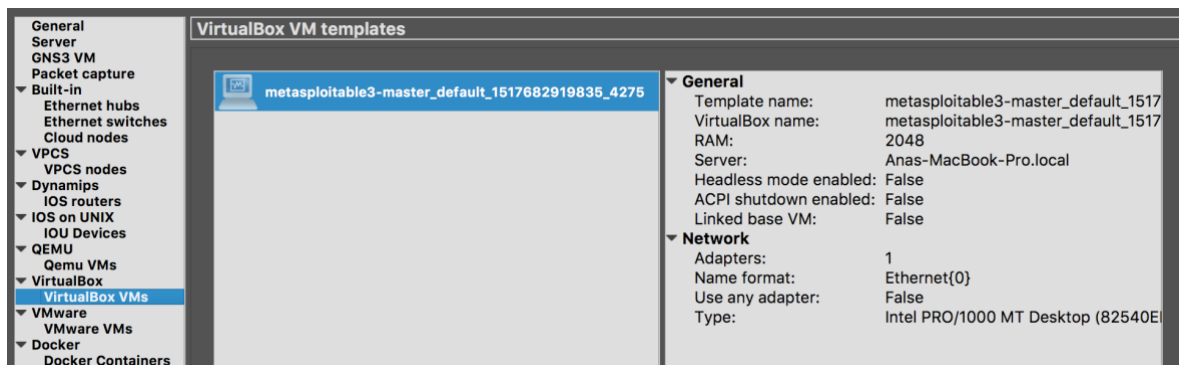 General
Server
GNS3 VM
Packet capture
Built-in
Ethernet hubs
Ethernet switches
Cloud nodes
VPCS
VPCS nodes
Dynamips
IOS routers
IOS on UNIX
IOU Devices
QEMU
Qemu VMs
VirtualBox
VirtualBox VMs
VMware
VMware VMs
Docker
Docker Containers
VirtualBox VM templates
metasploitable3-master_default_1517682919835_4275
General
Template name: metasploitable3-master_default_1517
VirtualBox name: metasploitable3-master_default_1517
RAM: 2048
Server: Anas-MacBook-Pro.local
Headless mode enabled: False
ACPI shutdown enabled: False
Linked base VM: False
Network
Adapters: 1
Name format: Ethernet{0}
Use any adapter: False
Type: Intel PRO/1000 MT Desktop (82540E